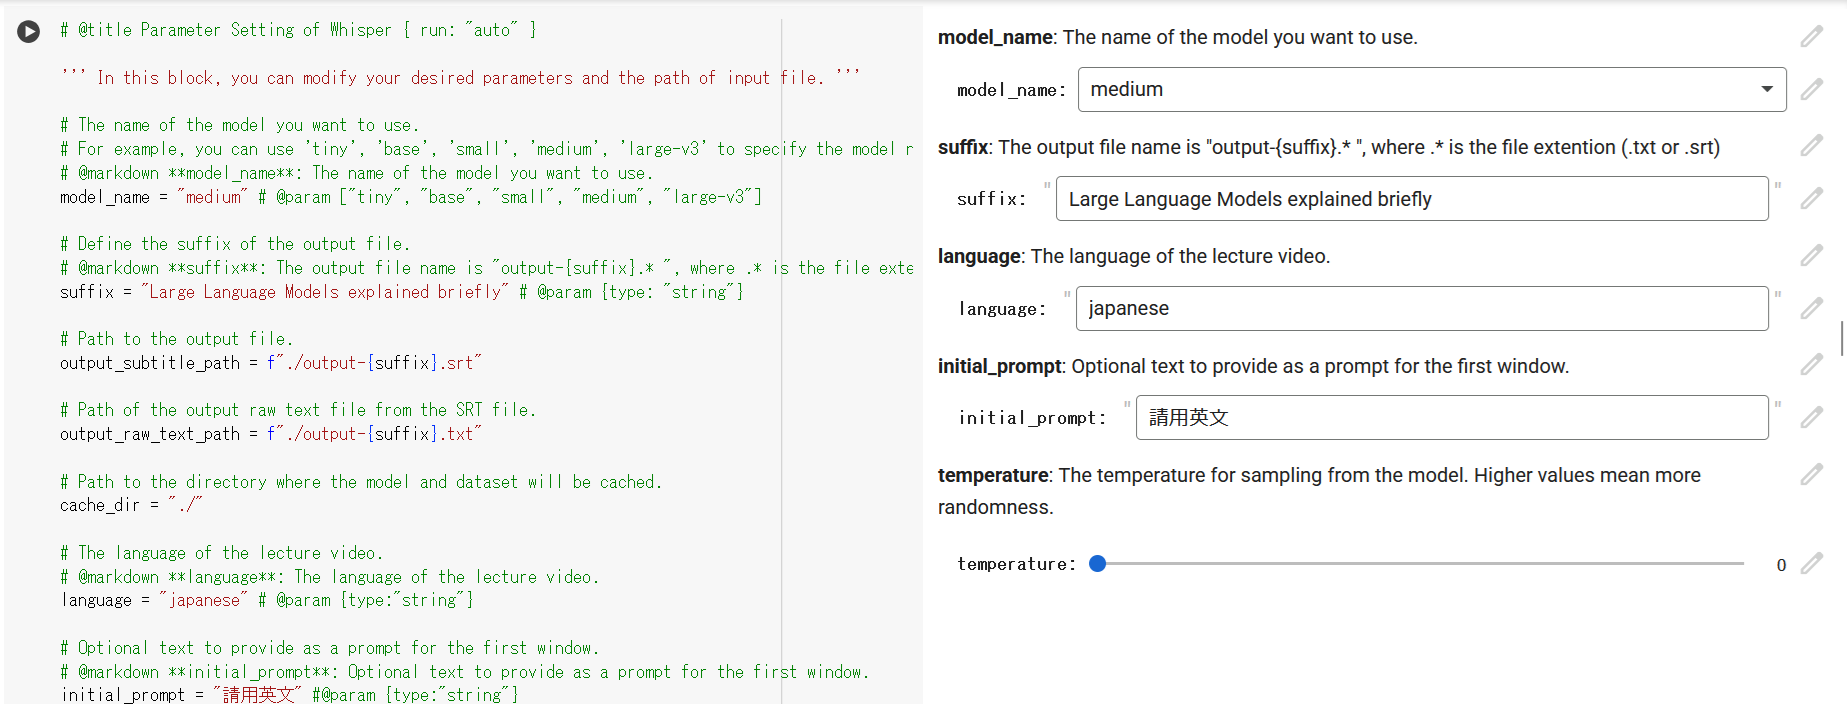 # @title Parameter Setting of Whisper { run: "auto" }
''' In this block, you can modify your desired parameters and the path of input file. '''
# The name of the model you want to use.
# For example, you can use 'tiny', 'base', 'small', 'medium', 'large-v3' to specify the model
# @markdown **model_name**: The name of the model you want to use.
model_name = "medium" # @param ["tiny", "base", "small", "medium", "large-v3"]
# Define the suffix of the output file.
# @markdown **suffix**: The output file name is "output-{suffix}.* ", where .* is the file exte
suffix = "Large Language Models explained briefly" # @param {type: "string"}
# Path to the output file.
output_subtitle_path = f"./output-{suffix}.srt"
# Path of the output raw text file from the SRT file.
output_raw_text_path = f"./output-{suffix}.txt"
# Path to the directory where the model and dataset will be cached.
cache_dir = "./"
# The language of the lecture video.
# @markdown **language**: The language of the lecture video.
language = "japanese" # @param {type:"string"}
# Optional text to provide as a prompt for the first window.
# @markdown **initial_prompt**: Optional text to provide as a prompt for the first window.
initial_prompt = "請用英文" #@param {type:"string"}
model_name: The name of the model you want to use.
model_name: medium
suffix: The output file name is "output-{suffix}.* ", where .* is the file extention (.txt or .srt)
suffix: " Large Language Models explained briefly "
language: The language of the lecture video.
language: " japanese "
initial_prompt: Optional text to provide as a prompt for the first window.
initial_prompt: " 請用英文 "
temperature: The temperature for sampling from the model. Higher values mean more
randomness.
temperature: 0